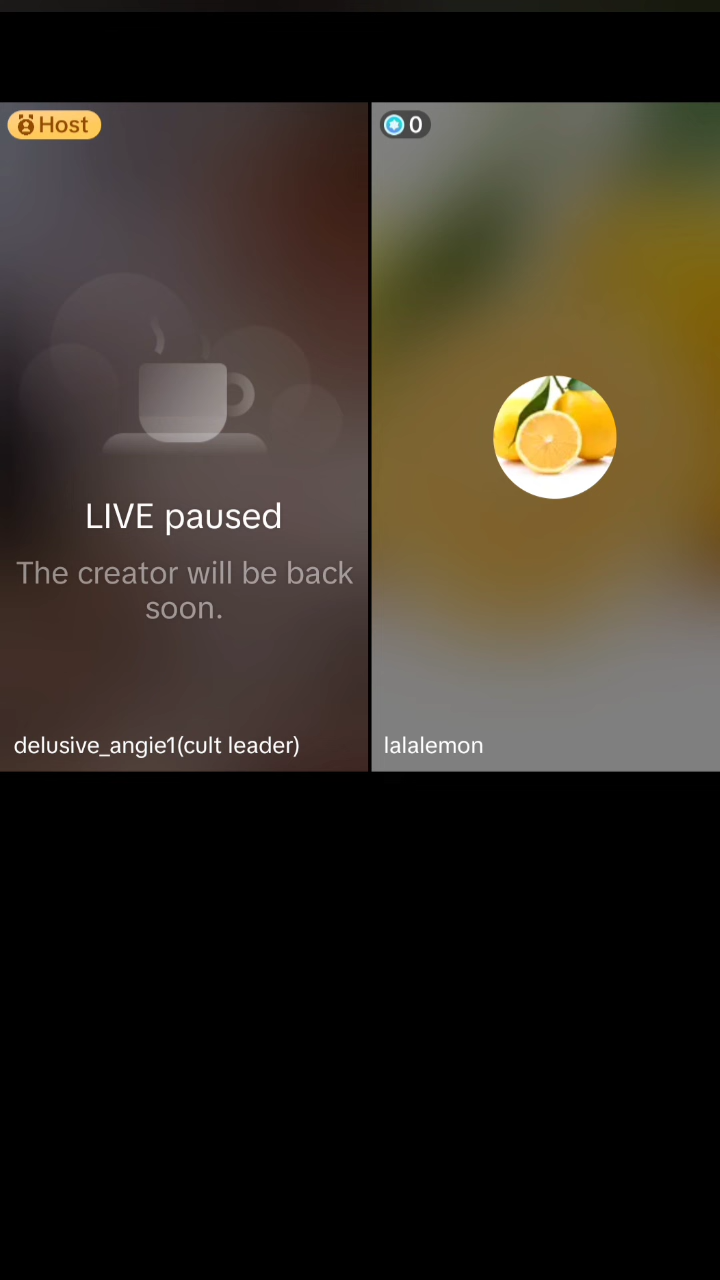 Host
0
LIVE paused
The creator will be back
soon.
delusive_angie1(cult leader)
lalalemon